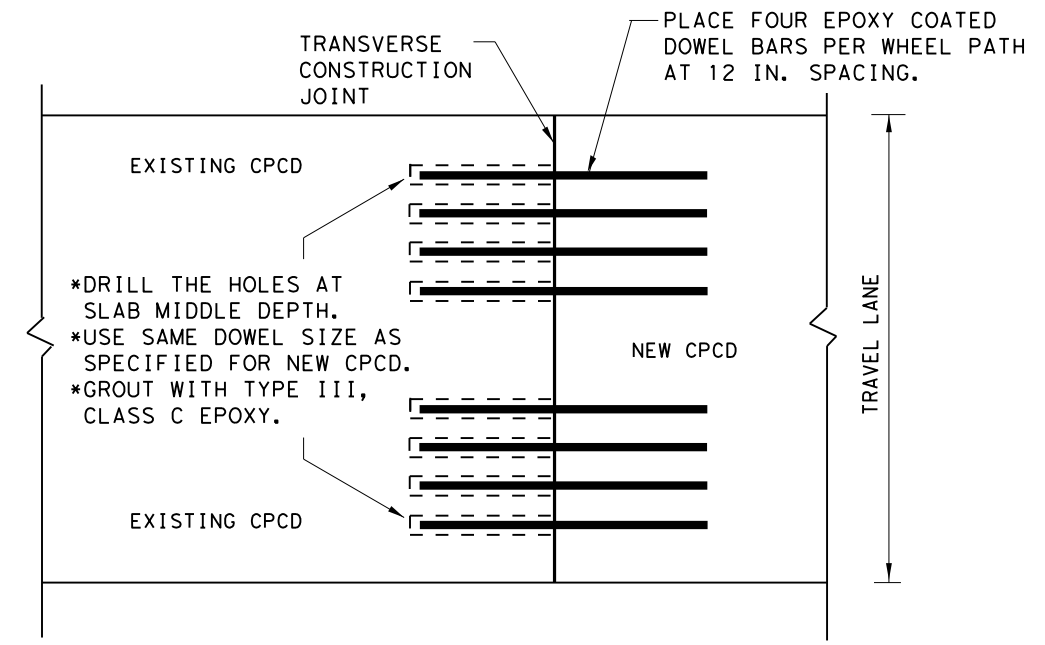 PLACE FOUR EPOXY COATED
DOWEL BARS PER WHEEL PATH
AT 12 IN. SPACING.
TRANSVERSE
CONSTRUCTION
JOINT
EXISTING CPCD
*DRILL THE HOLES AT
SLAB MIDDLE DEPTH.
*USE SAME DOWEL SIZE AS
SPECIFIED FOR NEW CPCD.
*GROUT WITH TYPE III,
CLASS C EPOXY.
NEW CPCD
TRAVEL LANE
EXISTING CPCD